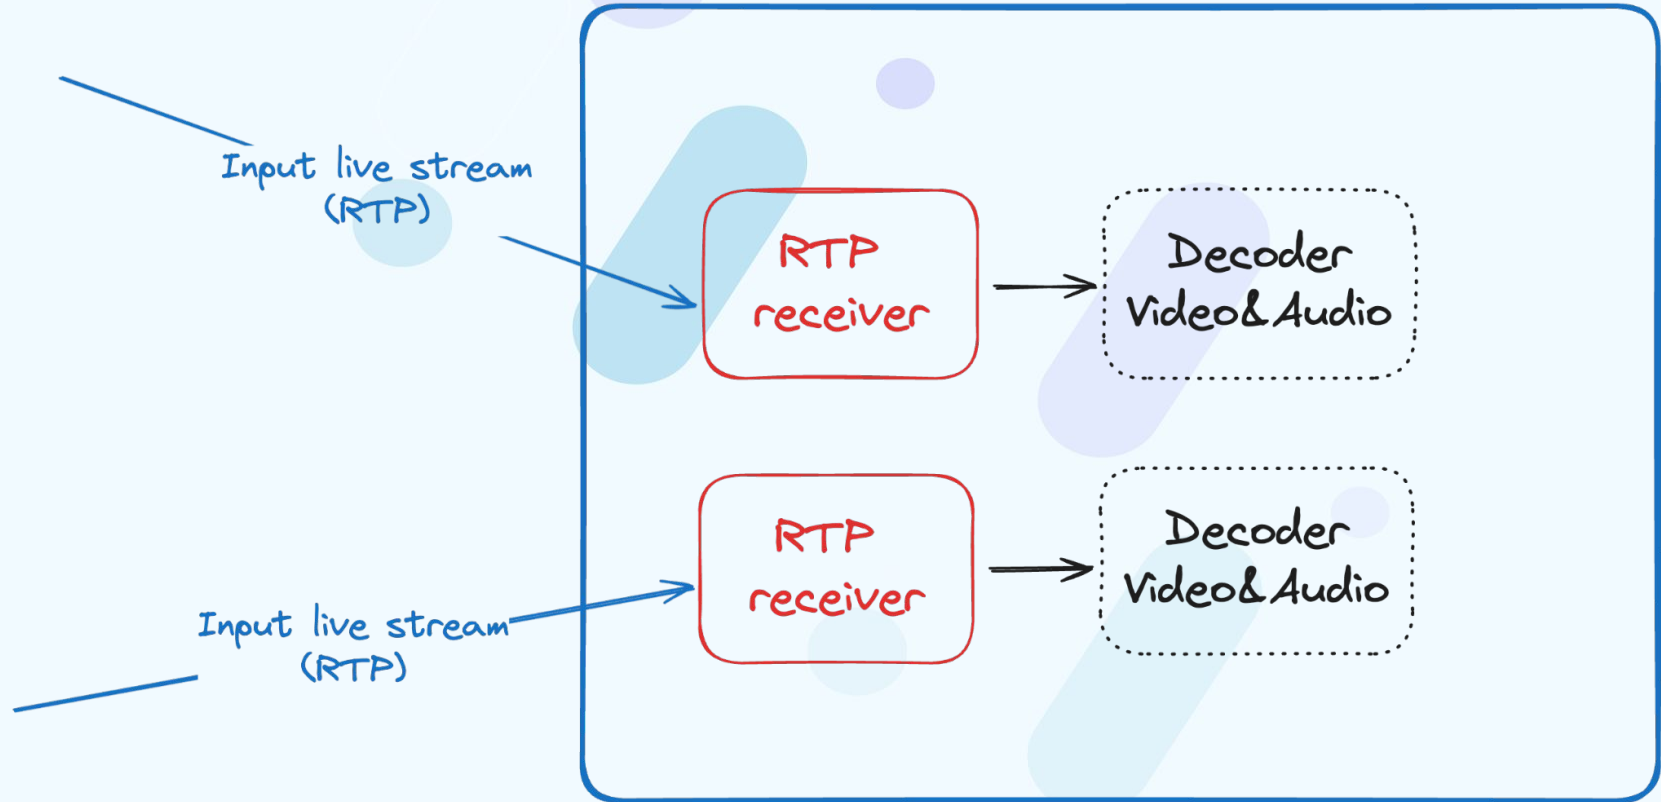 Input live stream
(RTP)
RTP
receiver
Decoder
Video&Audio
Input live stream
(RTP)
RTP
receiver
Decoder
Video&Audio